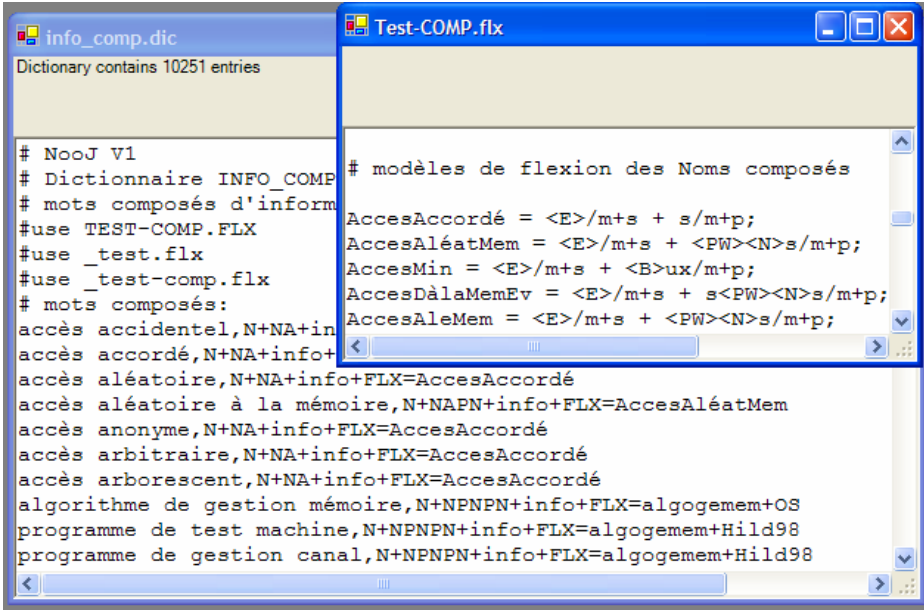 info_comp.dic
Dictionary contains 10251 entries
# NooJ V1
# Dictionnaire INFO_COMP
# mots composés d'inform
#use TEST-COMP.FLX
#use _test.flx
#use _test-comp.flx
# mots composés:
accès accidentel,N+NA+in
accès accordé,N+NA+info+
accès aléatoire,N+NA+info+FLX=AccesAccordé
accès aléatoire à la mémoire,N+NAPN+info+FLX=AccesAléatMem
accès anonyme,N+NA+info+FLX=AccesAccordé
accès arbitraire,N+NA+info+FLX=AccesAccordé
accès arborescent,N+NA+info+FLX=AccesAccordé
algorithme de gestion mémoire,N+NPNPN+info+FLX=algogemem+OS
programme de test machine,N+NPNPN+info+FLX=algogemem+Hild98
programme de gestion canal,N+NPNPN+info+FLX=algogemem+Hild98
Test-COMP.flx
# modèles de flexion des Noms composés
AccesAccordé = <E>/m+s + s/m+p;
AccesAléatMem = <E>/m+s + <PW><N>s/m+p;
AccesMin = <E>/m+s + <B>ux/m+p;
AccesDàlaMemEv = <E>/m+s + s<PW><N>s/m+p;
AccesAleMem = <E>/m+s + <PW><N>s/m+p;